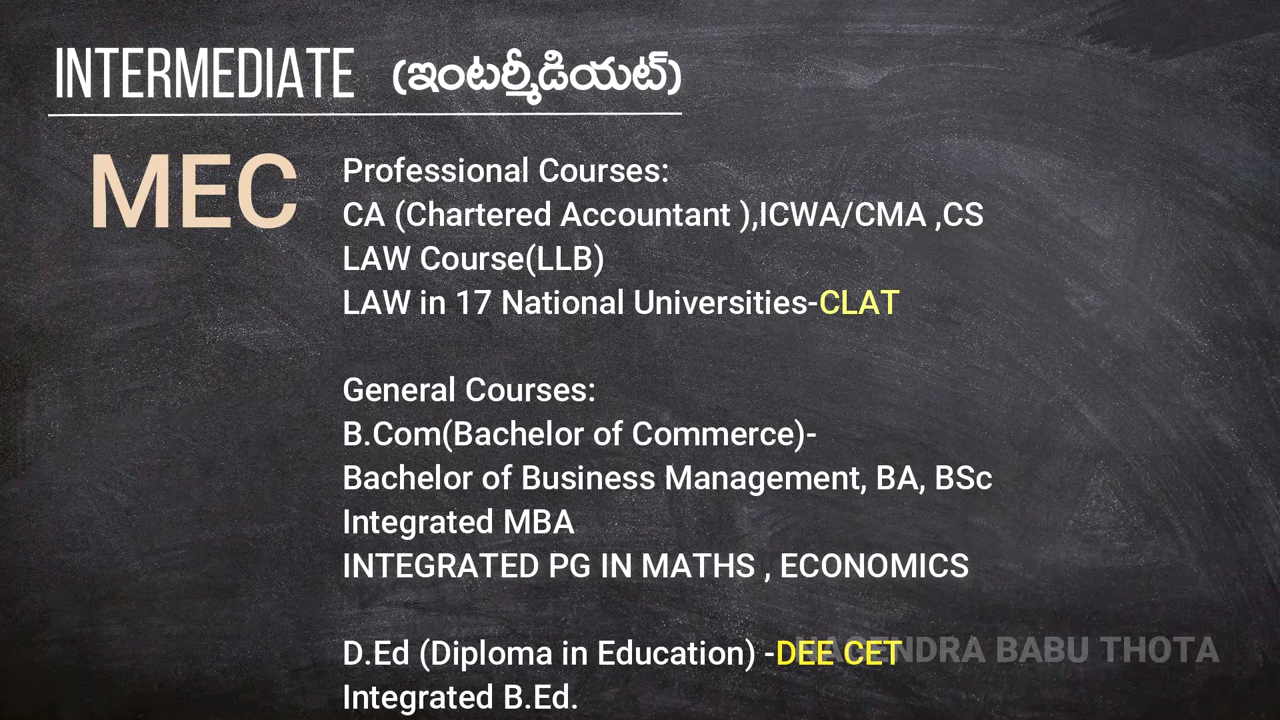 INTERMEDIATE (ఇంటర్మీడియట్)
MEC
Professional Courses:
CA (Chartered Accountant ),ICWA/CMA ,CS
LAW Course(LLB)
LAW in 17 National Universities-CLAT
General Courses:
B.Com(Bachelor of Commerce)-
Bachelor of Business Management, BA, BSc
Integrated MBA
INTEGRATED PG IN MATHS , ECONOMICS
D.Ed (Diploma in Education) -DEE CET
NAGENDRA BABU THOTA
Integrated B.Ed.